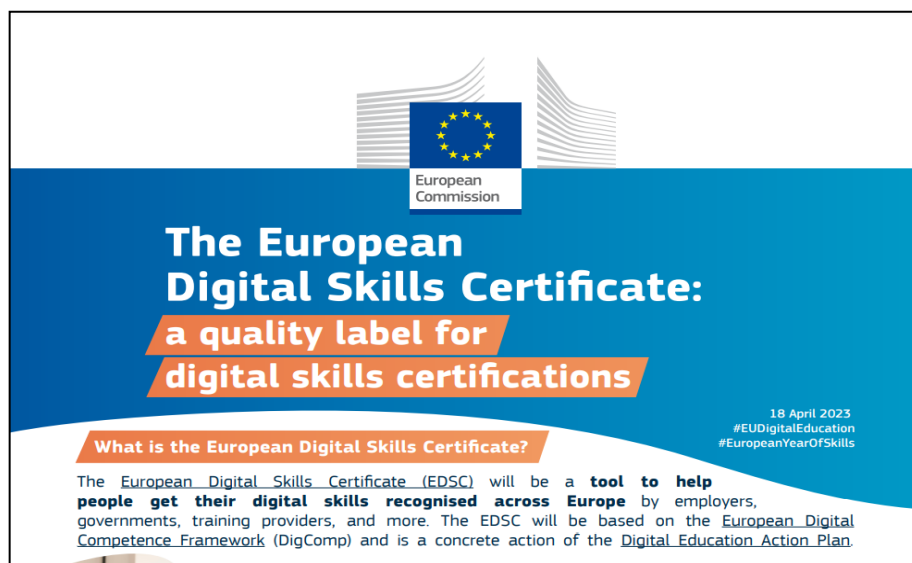 European
Commission
The European
Digital Skills Certificate:
a quality label for
digital skills certifications
18 April 2023
#EUDigitalEducation
#EuropeanYearOfSkills
What is the European Digital Skills Certificate?
The European Digital Skills Certificate (EDSC) will be a tool to help
people get their digital skills recognised across Europe by employers,
governments, training providers, and more. The EDSC will be based on the European Digital
Competence Framework (DigComp) and is a concrete action of the Digital Education Action Plan.